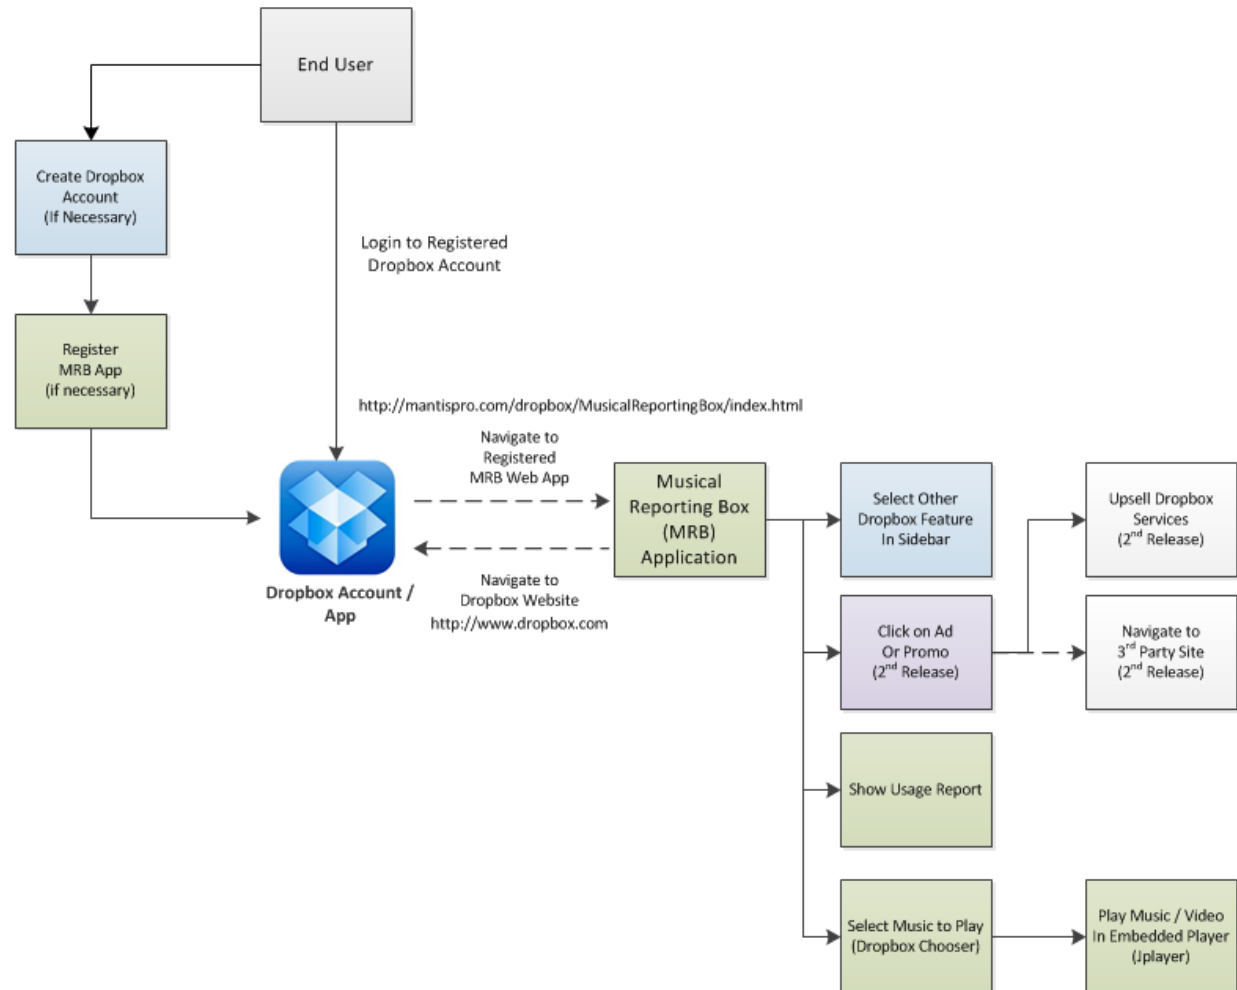 End User
Create Dropbox
Account
(If Necessary)
Login to Registered
Dropbox Account
Register
MRB App
(if necessary)
http://mantispro.com/dropbox/MusicalReportingBox/index.html
Navigate to
Registered
MRB Web App
Dropbox Account /
App
Navigate to
Dropbox Website
http://www.dropbox.com
Musical
Reporting Box
(MRB)
Application
Select Other
Dropbox Feature
In Sidebar
Upsell Dropbox
Services
(2nd Release)
Click on Ad
Or Promo
(2nd Release)
Navigate to
3rd Party Site
(2nd Release)
Show Usage Report
Select Music to Play
(Dropbox Chooser)
Play Music / Video
In Embedded Player
(Jplayer)